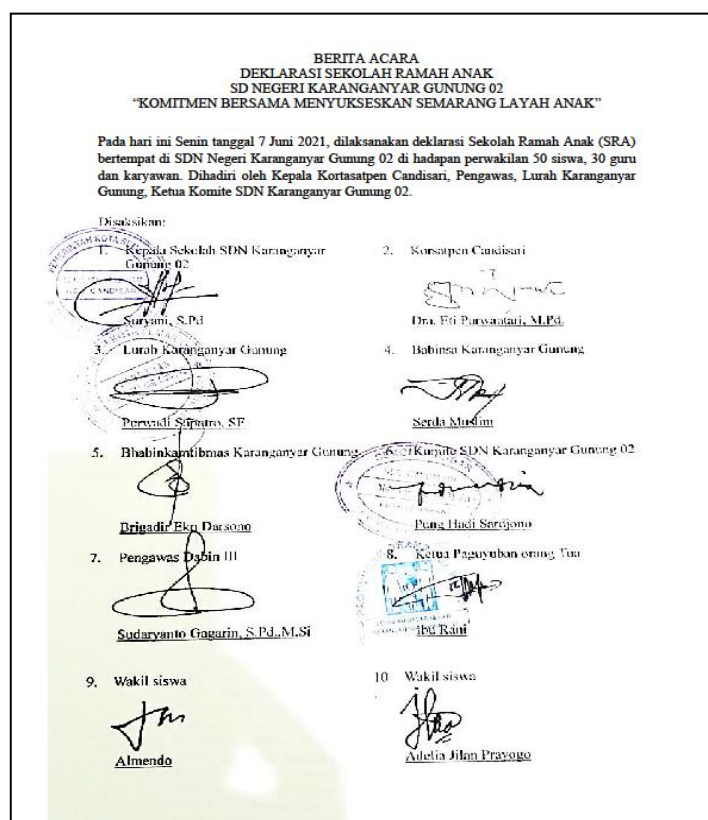 BERITA ACARA
DEKLARASI SEKOLAH RAMAH ANAK
SD NEGERI KARANGANYAR GUNUNG 02
“KOMITMEN BERSAMA MENYUKSESKAN SEMARANG LAYAH ANAK”
Pada hari ini Senin tanggal 7 Juni 2021, dilaksanakan deklarasi Sekolah Ramah Anak (SRA)
bertempat di SDN Negeri Karanganyar Gunung 02 di hadapan perwakilan 50 siswa, 30 guru
dan karyawan. Dihadiri oleh Kepala Kortasatpen Candisari, Pengawas, Lurah Karanganyar
Gunung, Ketua Komite SDN Karanganyar Gunung 02.
Disaksikan:
1. Kepala Sekolah SDN Karanganyar
Gunung 02
Suryani, S.Pd
2. Korsatpen Candisari
Dra. Eti Purwantari, M.Pd.
3. Lurah Karanganyar Gunung
Purwadi Saputro, SE
4. Babinsa Karanganyar Gunung
Serda Muslim
5. Bhabinkamtibmas Karanganyar Gunung
Brigadir Eko Darsono
6. Komite SDN Karanganyar Gunung 02
Hadi Sarojono
7. Pengawas Dabin III
Sudaryanto Gagarin, S.Pd.,M.Si
8. Ketua Paguyuban orang Tua
Ibu Rani
9. Wakil siswa
Almendo
10 Wakil siswa
Adelia Jilan Prayogo